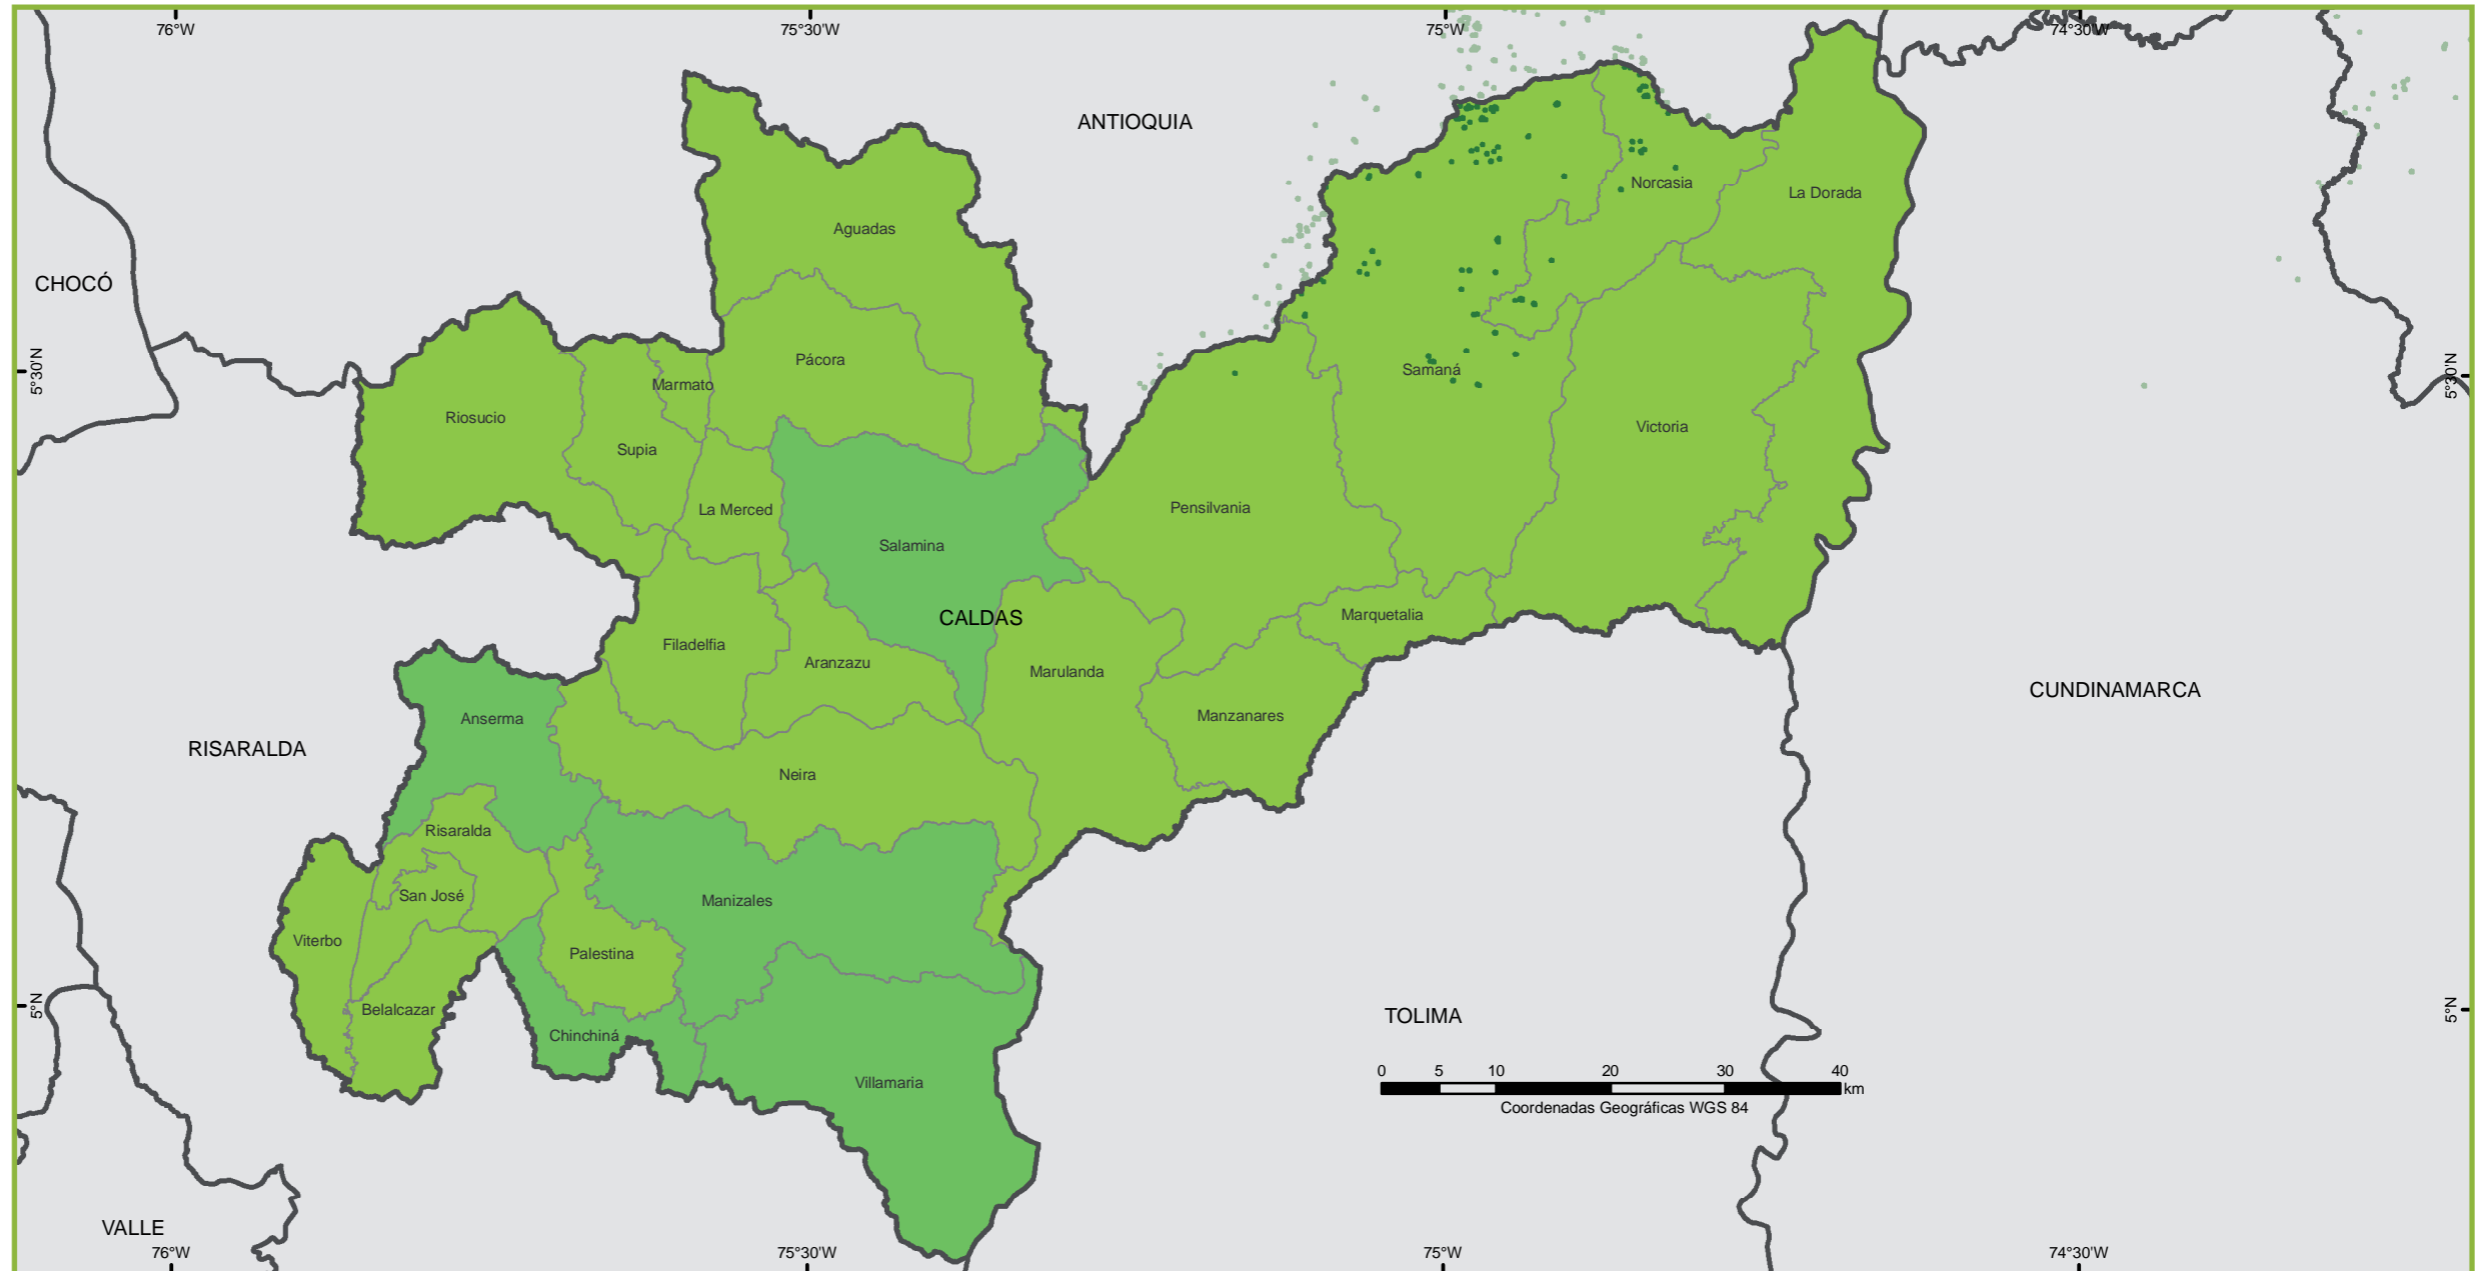 76°W
75°30'W
75°W
74°30'W
ANTIOQUIA
Norcasia
La Dorada
Aguadas
CHOCÓ
5°30'N
Pácora
Samaná
5°30'N
Marmato
Riosucio
Victoria
Supia
La Merced
Pensilvania
Salamina
CALDAS
Marquetalia
Filadelfia
Aranzazu
Marulanda
CUNDINAMARCA
Anserma
Manzanares
RISARALDA
Neira
Risaralda
San José
Manizales
Viterbo
Palestina
5°N
Belalcazar
TOLIMA
5°N
Chinchiná
Villamaria
0 5 10 20 30 40
km
Coordenadas Geográficas WGS 84
VALLE
76°W
75°30'W
75°W
74°30'W